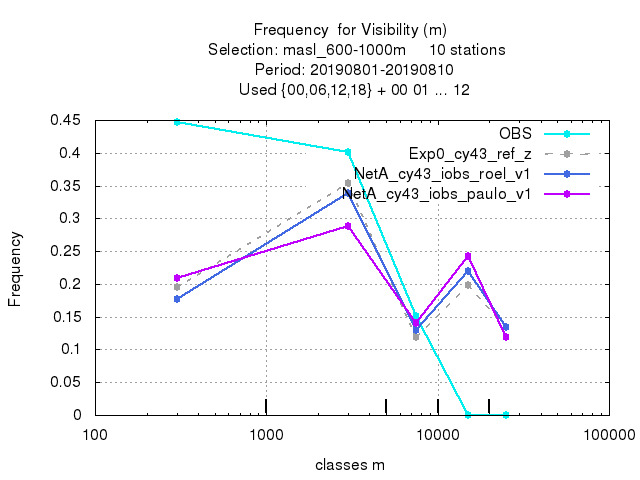 Frequency  for Visibility (m)
Selection: masl_600-1000m     10 stations
Period: 20190801-20190810
Used {00,06,12,18} + 00 01 ... 12
0.45
0.4
0.35
0.3
0.25
0.2
0.15
0.1
0.05
0
Frequency
OBS
Exp0_cy43_ref_z
NetA_cy43_iobs_roel_v1
NetA_cy43_iobs_paulo_v1
100
1000
10000
100000
classes m